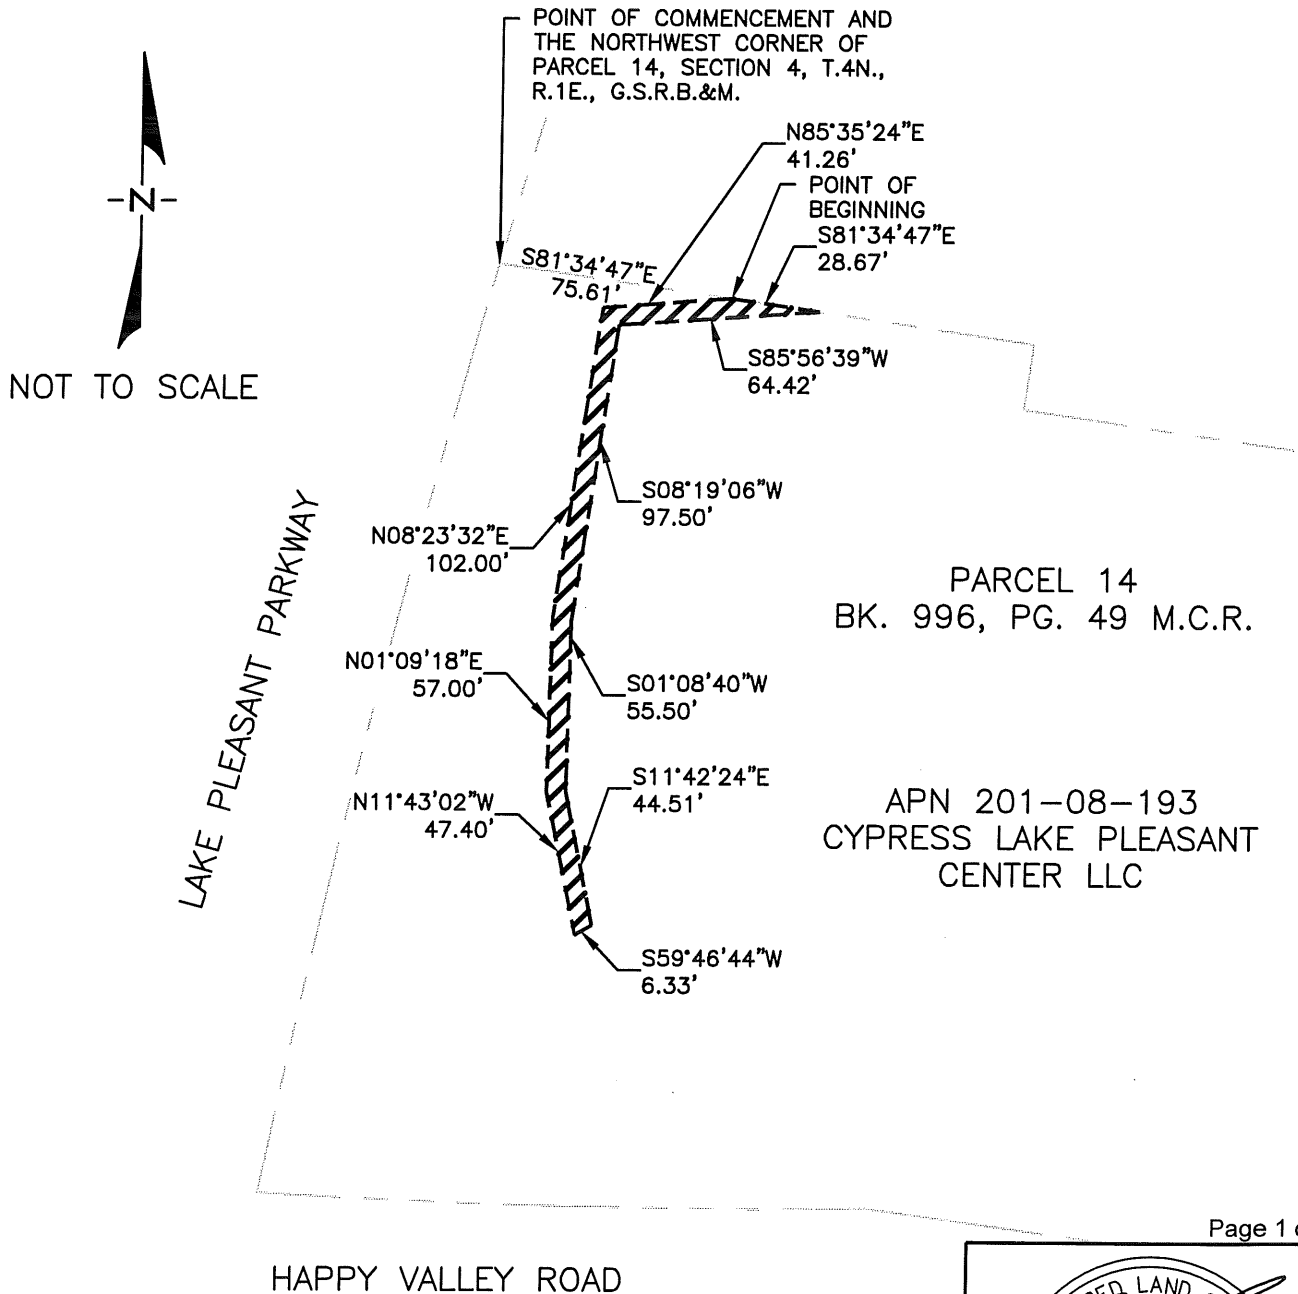 POINT OF COMMENCEMENT AND
THE NORTHWEST CORNER OF
PARCEL 14, SECTION 4, T.4N.,
R.1E., G.S.R.B.&M.
N85°35'24"E
41.26'
POINT OF
BEGINNING
S81°34'47"E
28.67'
S81°34'47"E
75.61'
-N-
NOT TO SCALE
S85°56'39"W
64.42'
S08°19'06"W
97.50'
N08°23'32"E
102.00'
PARCEL 14
BK. 996, PG. 49 M.C.R.
LAKE PLEASANT PARKWAY
N01°09'18"E
57.00'
S01°08'40"W
55.50'
S11°42'24"E
44.51'
N11°43'02"W
47.40'
APN 201-08-193
CYPRESS LAKE PLEASANT
CENTER LLC
S59°46'44"W
6.33'
Page 1
HAPPY VALLEY ROAD
LAND